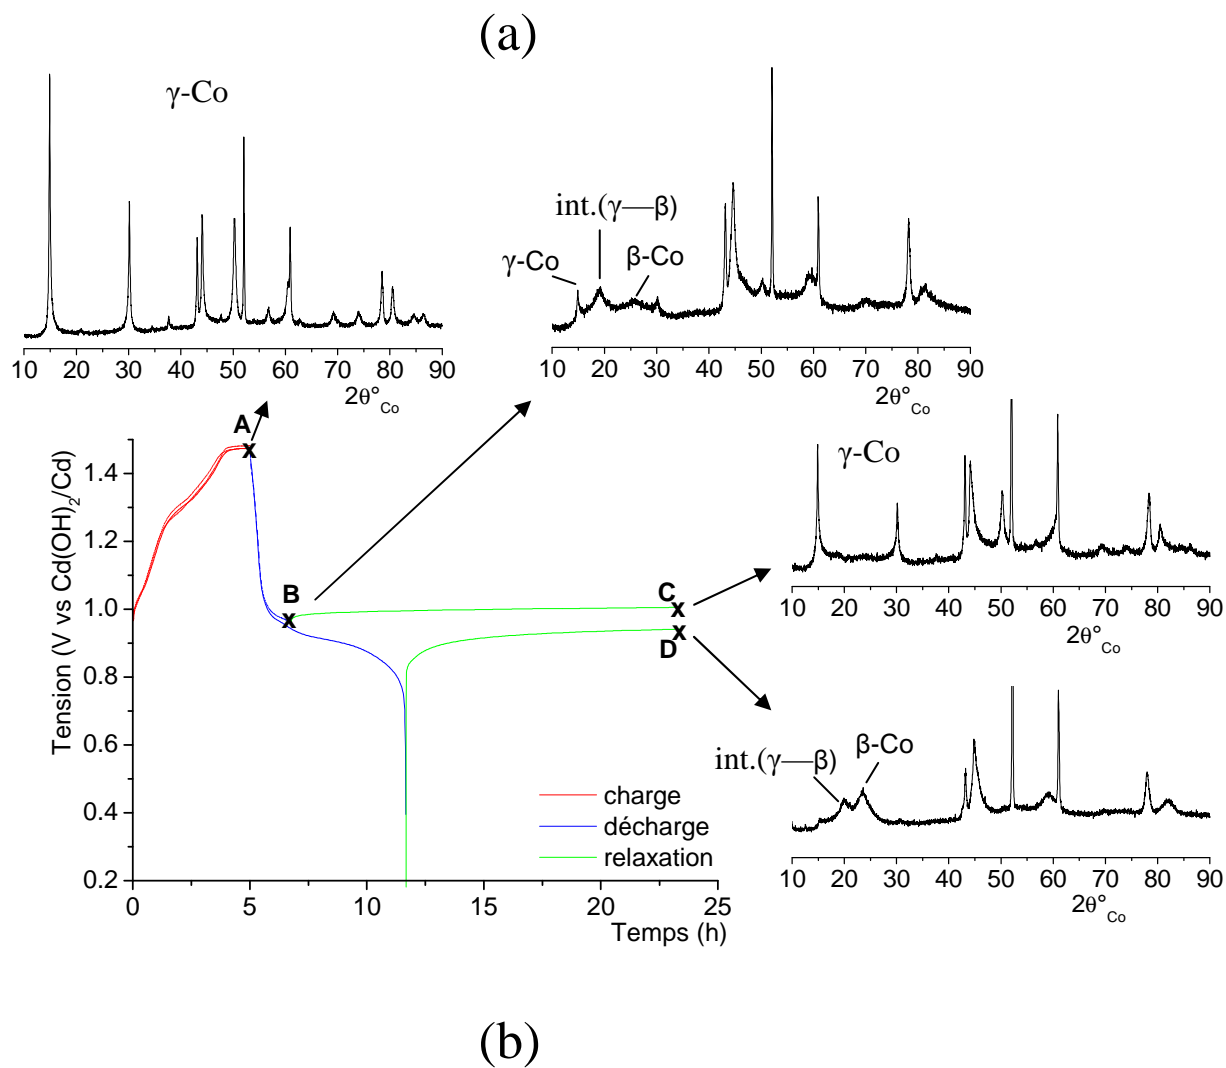 (a)
γ-Co
10 20 30 40 50 60 70 80 90
2θ°Co
int.(γ—β)
γ-Co
β-Co
10 20 30 40 50 60 70 80 90
2θ°Co
γ-Co
10 20 30 40 50 60 70 80 90
2θ°Co
int.(γ—β)
β-Co
10 20 30 40 50 60 70 80 90
2θ°Co
Tension (V vs Cd(OH)2/Cd)
1.4
1.2
1.0
0.8
0.6
0.4
0.2
A
x
B
x
C
x
x
D
charge
décharge
relaxation
0 5 10 15 20 25
Temps (h)
(b)